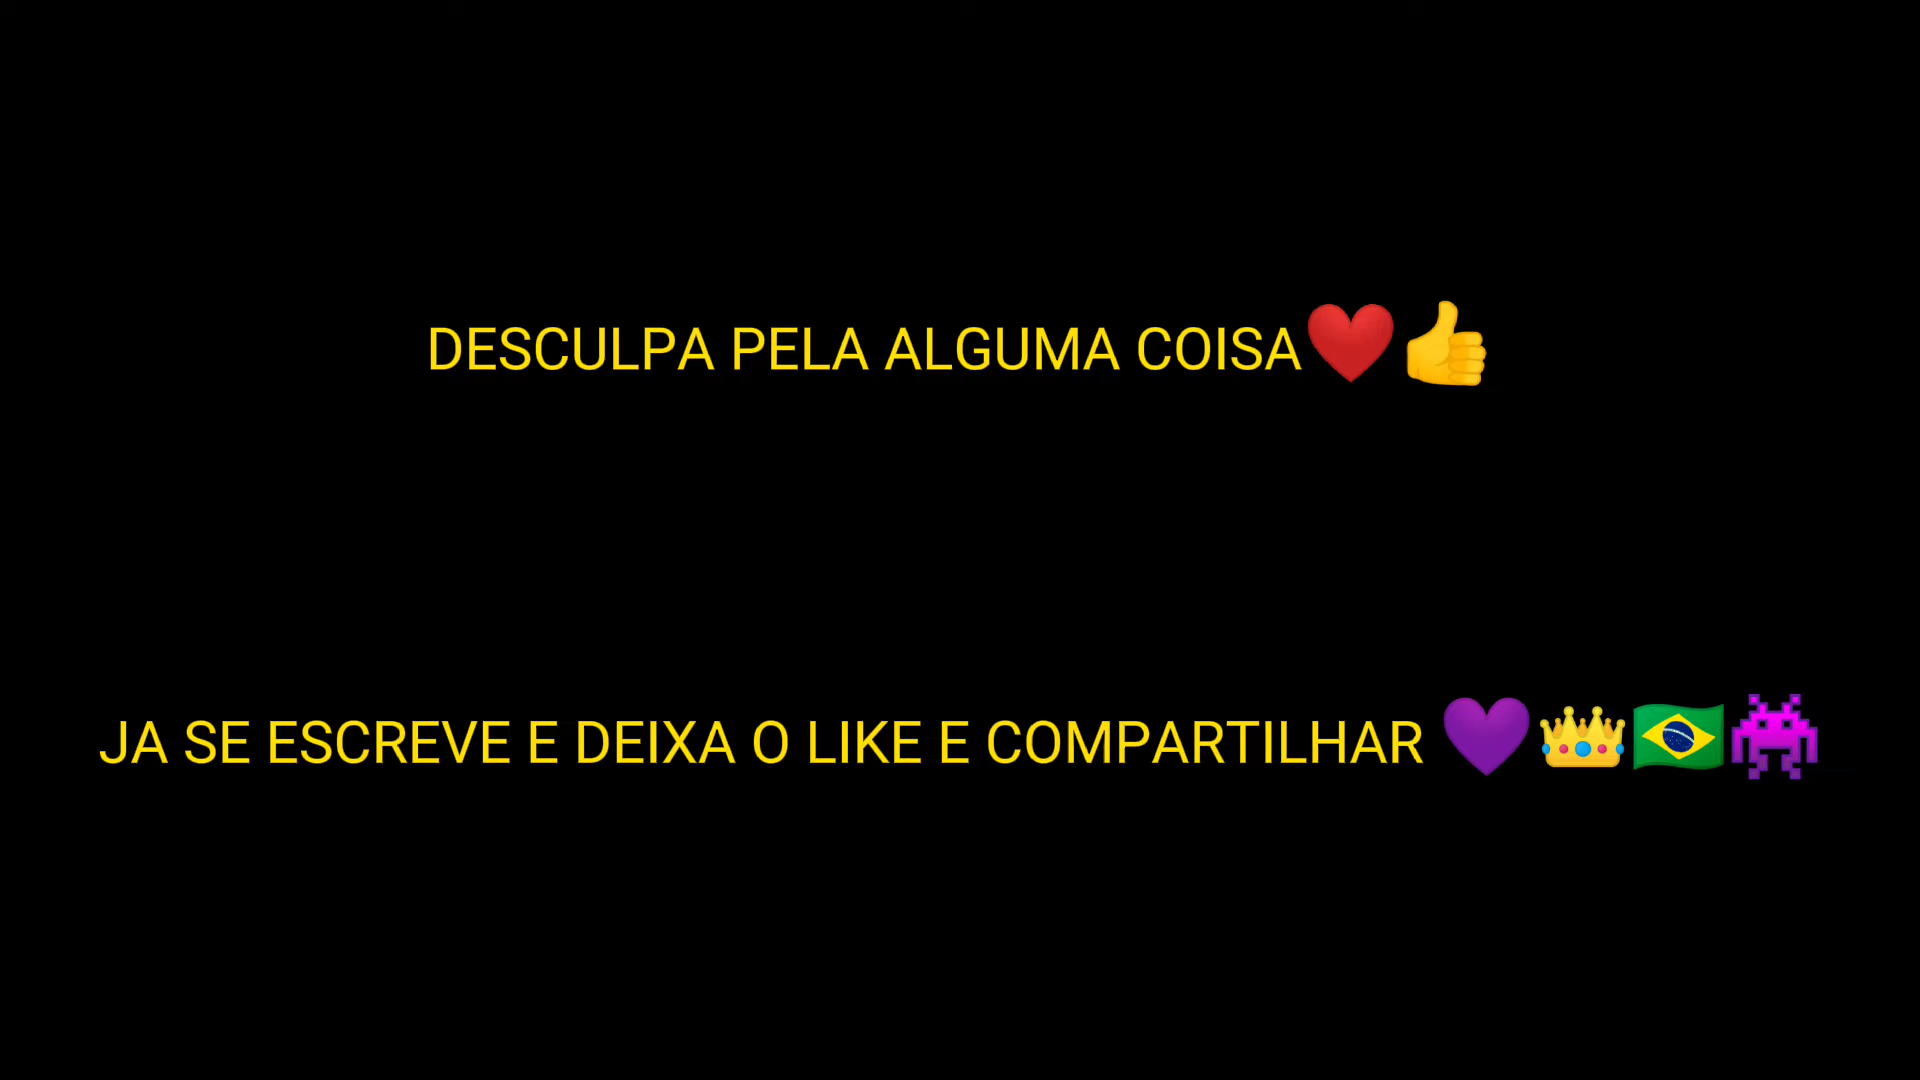 DESCULPA PELA ALGUMA COISA❤️👍
JA SE ESCREVE E DEIXA O LIKE E COMPARTILHAR 💜👑🇧🇷👾